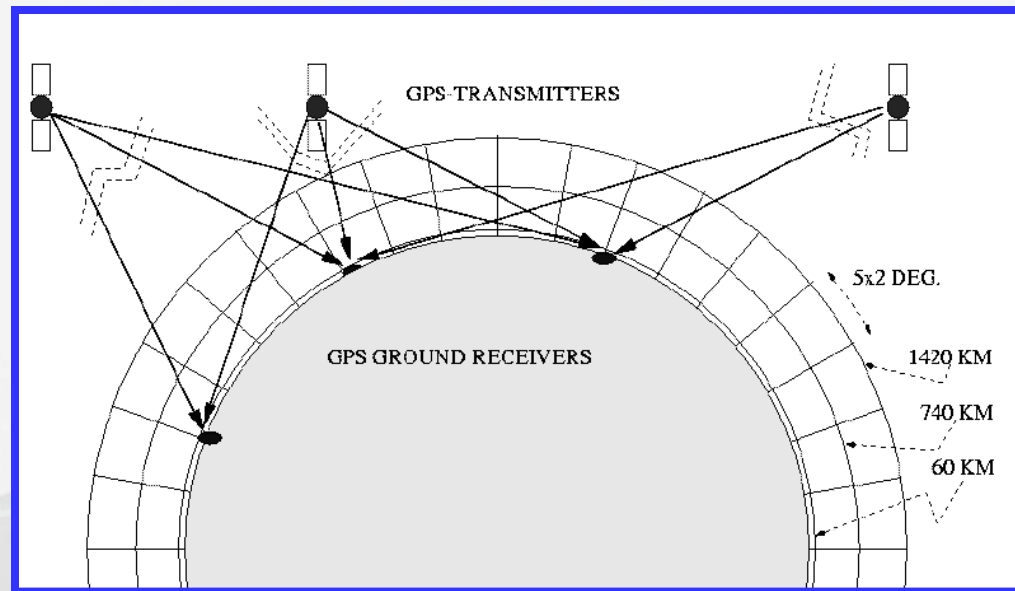 GPS-TRANSMITTERS
5x2 DEG.
GPS GROUND RECEIVERS
1420 KM
740 KM
60 KM